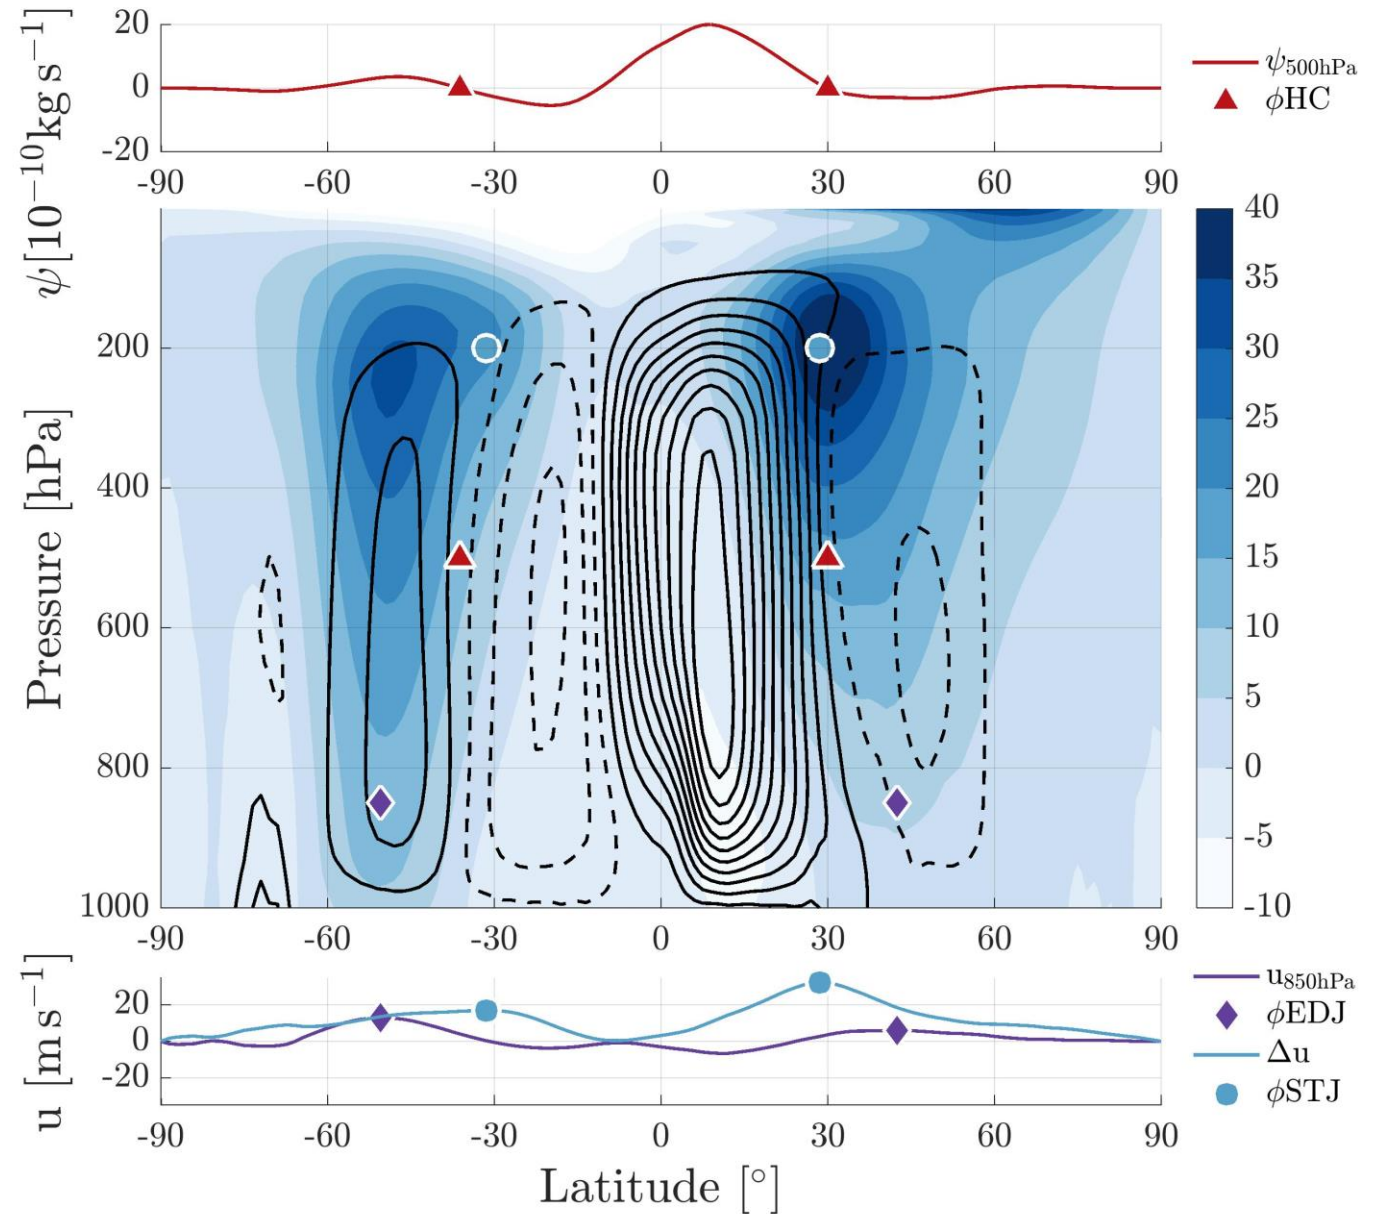 ψ[10⁻¹⁰kg s⁻¹]
20
0
-20
-90 -60 -30 0 30 60 90
ψ500hPa
ϕHC
Pressure [hPa]
200
400
600
800
1000
-90 -60 -30 0 30 60 90
40
35
30
25
20
15
10
5
0
-5
-10
u [m s⁻¹]
20
0
-20
-90 -60 -30 0 30 60 90
Latitude [°]
u850hPa
ϕEDJ
Δu
ϕSTJ